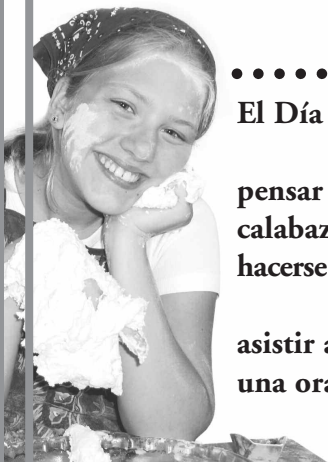 El Día
pensar
calabaz
hacerse
asistir a
una ora